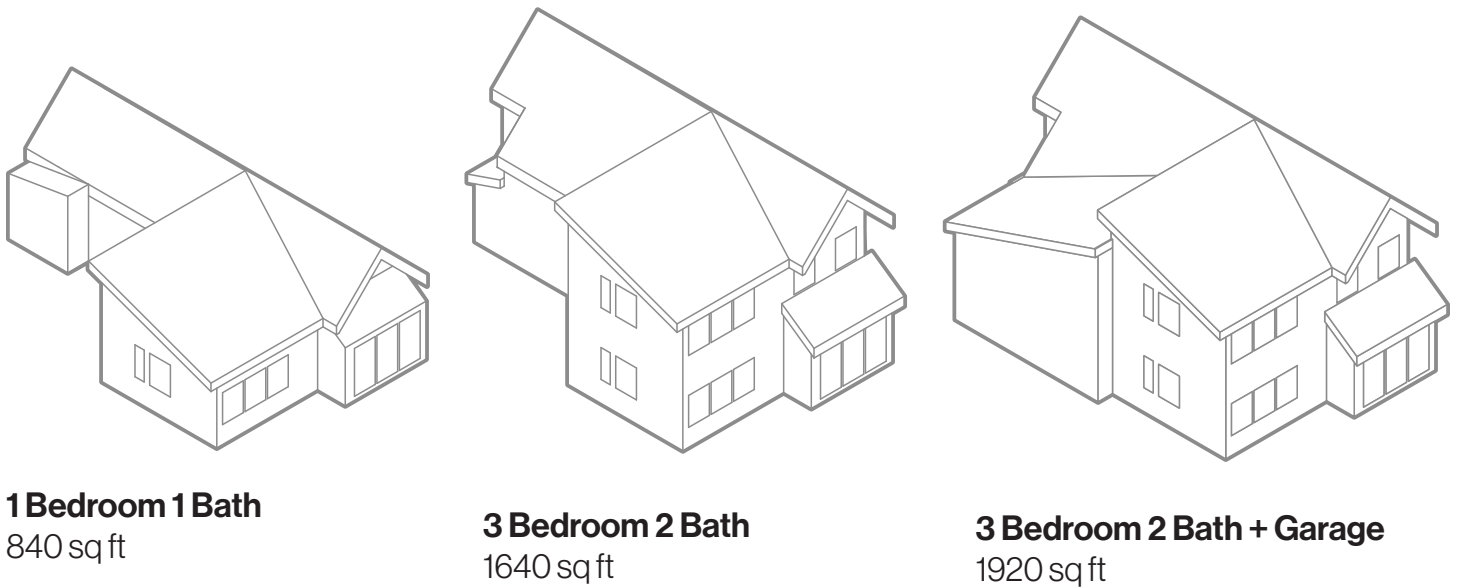 1 Bedroom 1 Bath
840 sq ft
3 Bedroom 2 Bath
1640 sq ft
3 Bedroom 2 Bath + Garage
1920 sq ft